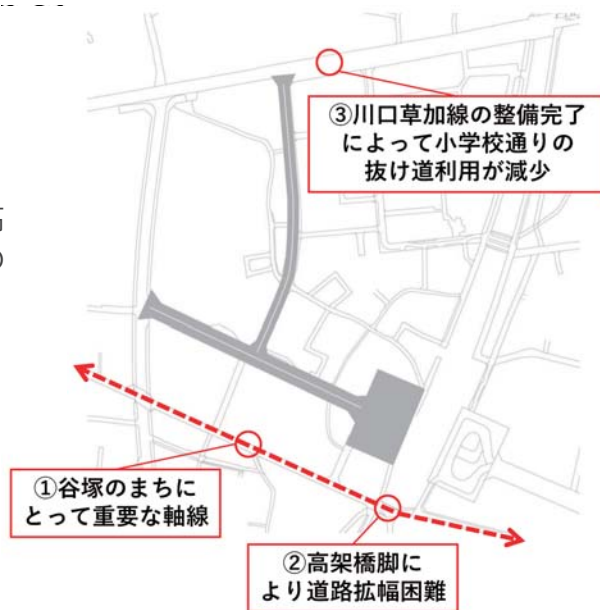 ③川口草加線の整備完了
によって小学校通りの
抜け道利用が減少
①谷塚のまちに
とって重要な軸線
②高架橋脚に
より道路拡幅困難